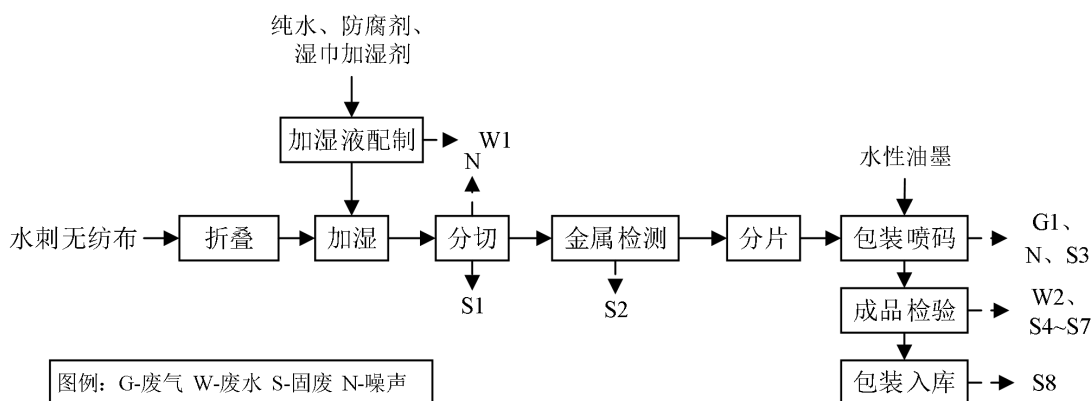 纯水、防腐剂、
湿巾加湿剂
加湿液配制
W1
N
水性油墨
水刺无纺布
折叠
加湿
分切
金属检测
分片
包装喷码
G1、
N、S3
S1
S2
成品检验
W2、
S4~S7
图例：G-废气 W-废水 S-固废 N-噪声
包装入库
S8